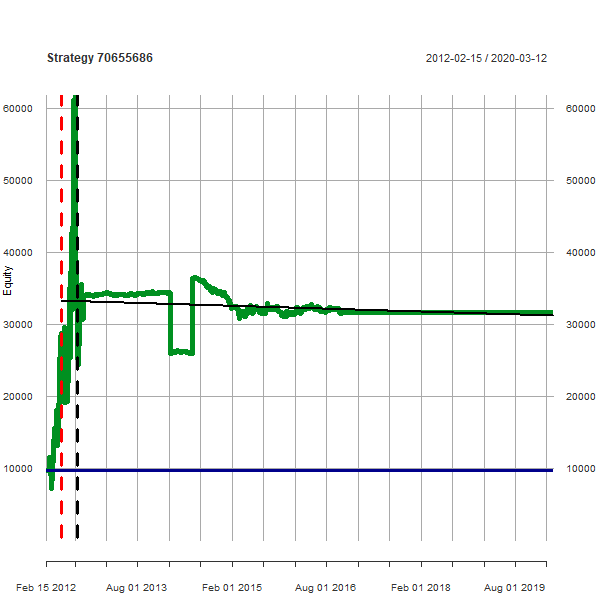 Strategy 70655686
2012-02-15 / 2020-03-12
60000
60000
50000
50000
40000
40000
Equity
30000
30000
20000
20000
10000
10000
Feb 15 2012
Aug 01 2013
Feb 01 2015
Aug 01 2016
Feb 01 2018
Aug 01 2019